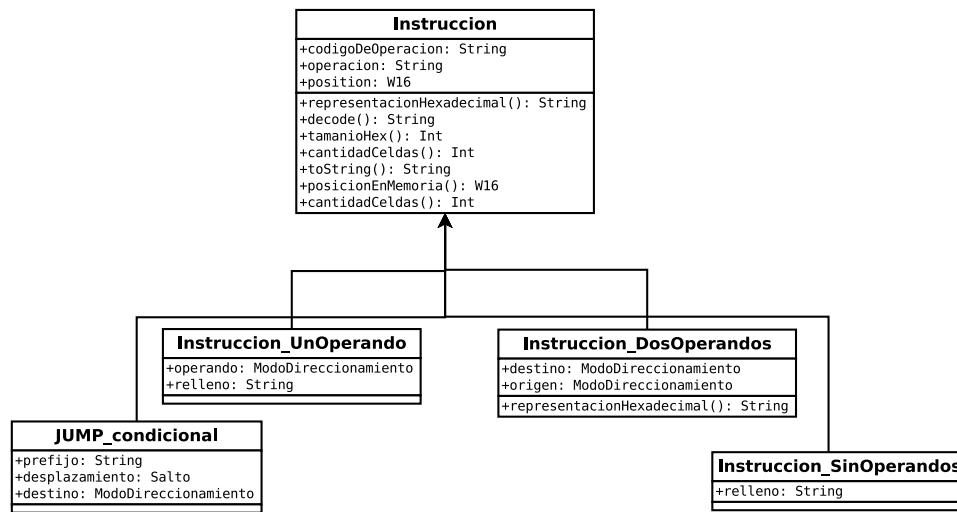 Instruccion
+codigoDeOperacion: String
+operacion: String
+position: W16
+representacionHexadecimal(): String
+decode(): String
+tamanioHex(): Int
+cantidadCeldas(): Int
+toString(): String
+posicionEnMemoria(): W16
+cantidadCeldas(): Int
Instruccion_UnOperando
+operando: ModoDireccionamiento
+relleno: String
Instruccion_DosOperandos
+destino: ModoDireccionamiento
+origen: ModoDireccionamiento
+representacionHexadecimal(): String
JUMP_condicional
+prefijo: String
+desplazamiento: Salto
+destino: ModoDireccionamiento
Instruccion_SinOperandos
+relleno: String